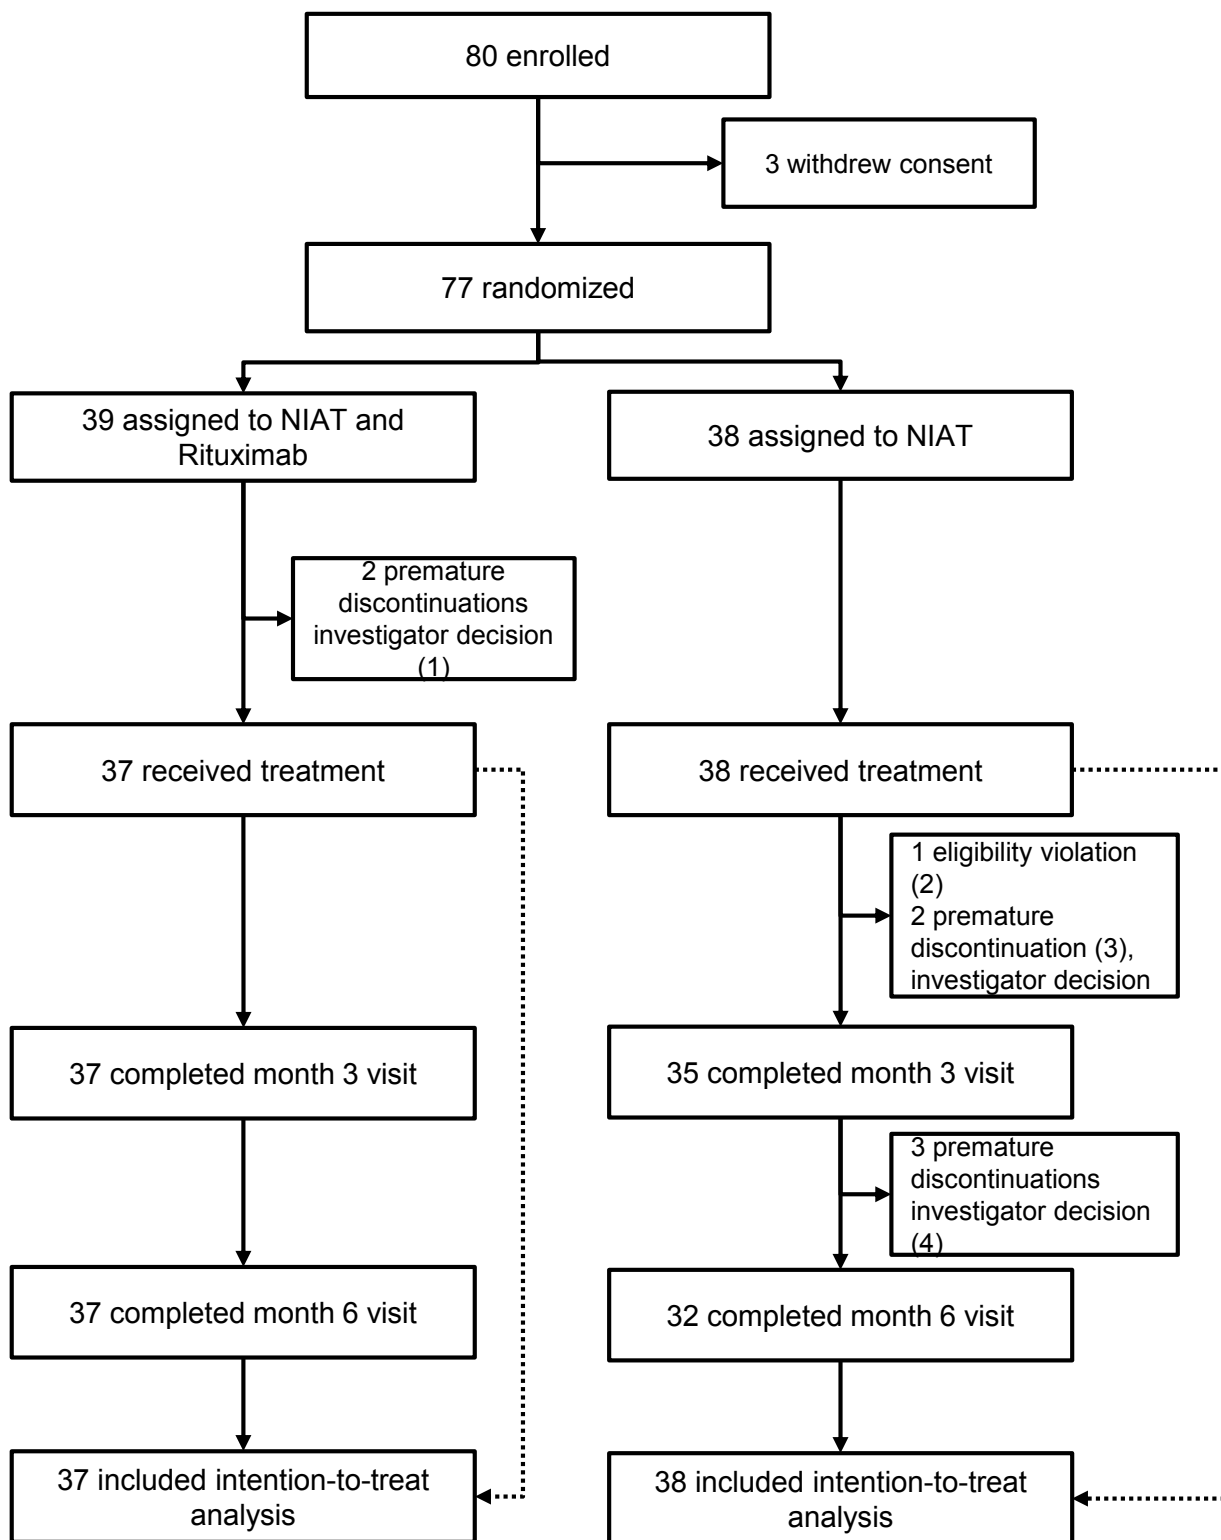 80 enrolled
3 withdrew consent
77 randomized
39 assigned to NIAT and
Rituximab
38 assigned to NIAT
2 premature
discontinuations
investigator decision
(1)
37 received treatment
38 received treatment
1 eligibility violation
(2)
2 premature
discontinuation (3),
investigator decision
37 completed month 3 visit
35 completed month 3 visit
3 premature
discontinuations
investigator decision
(4)
37 completed month 6 visit
32 completed month 6 visit
37 included intention-to-treat
analysis
38 included intention-to-treat
analysis